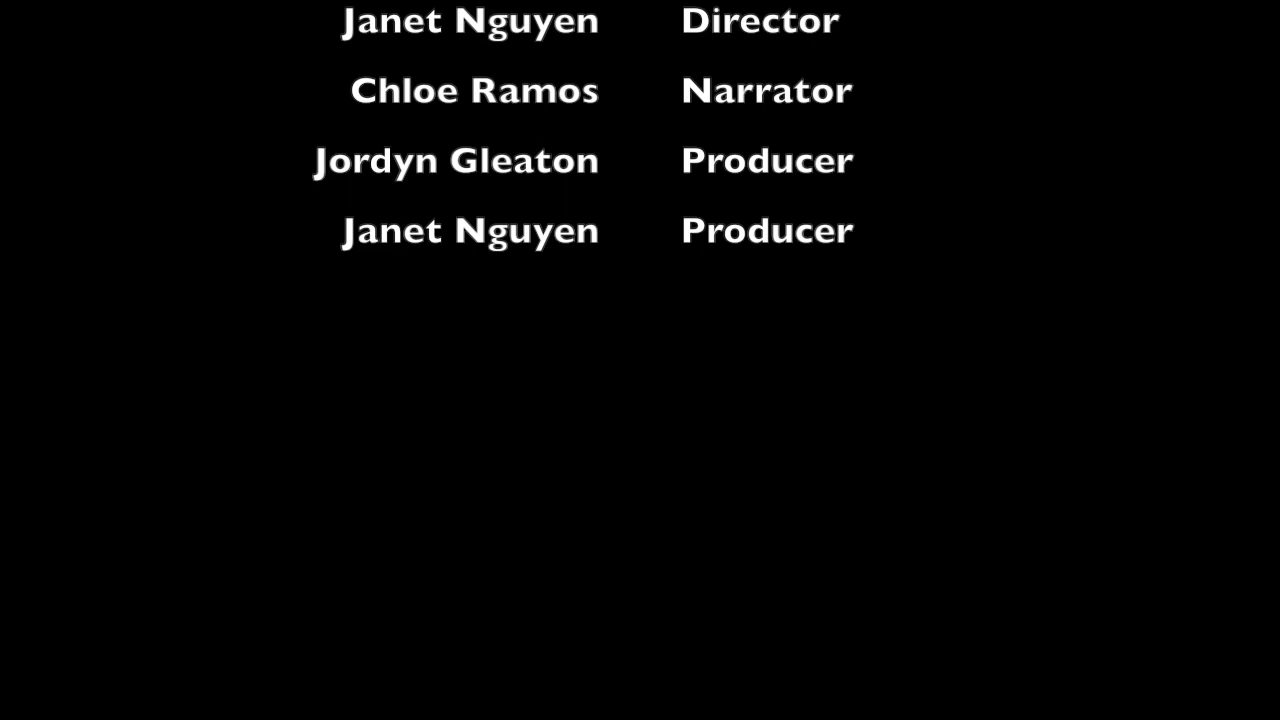 Janet Nguyen Director
Chloe Ramos Narrator
Jordyn Gleaton Producer
Janet Nguyen Producer